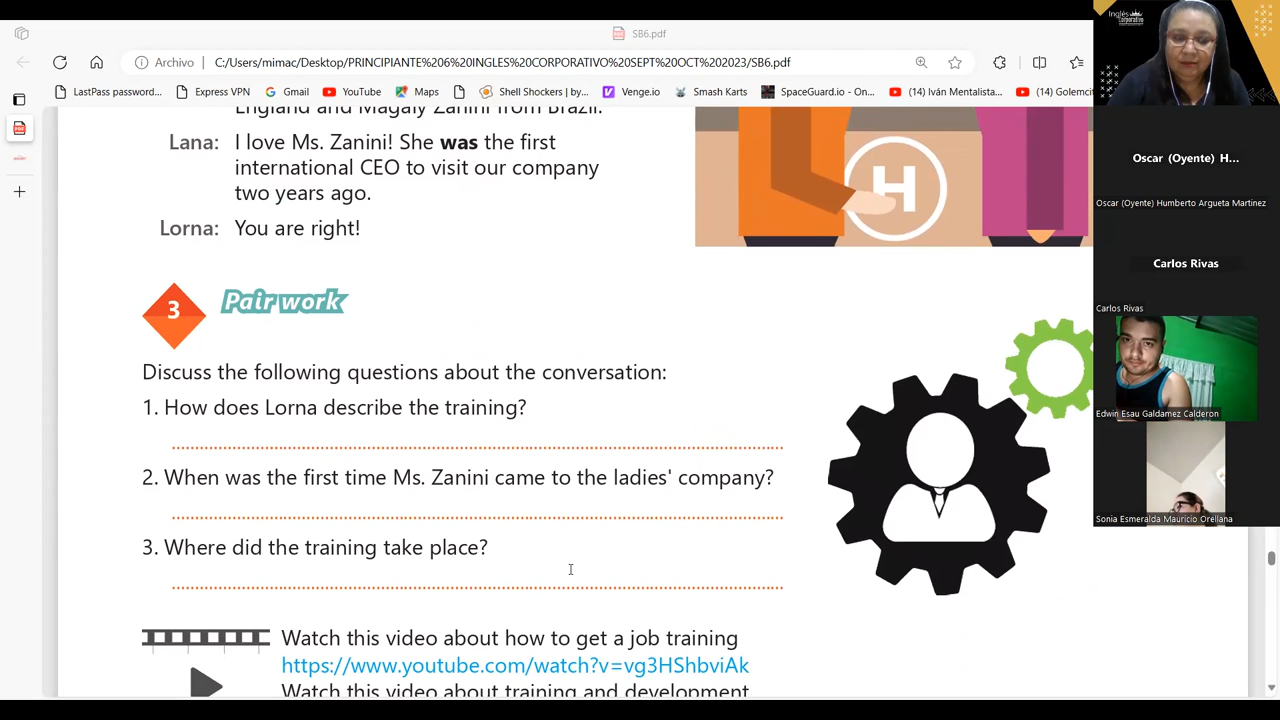 SB6.pdf
Archivo
C:/Users/mimac/Desktop/PRINCIPIANTE%206%20INGLES%20CORPORATIVO%20SEPT%20OCT%202023/SB6.pdf
LastPass password...
Express VPN
Gmail
YouTube
Maps
Shell Shockers | by...
Venge.io
Smash Karts
SpaceGuard.io - On...
(14) Iván Mentalista...
(14) Golemcit
England and Magaly Zanini from Brazil.
Lana: I love Ms. Zanini! She was the first
international CEO to visit our company
two years ago.
Lorna: You are right!
H
3
Pair work
Discuss the following questions about the conversation:
1. How does Lorna describe the training?
2. When was the first time Ms. Zanini came to the ladies' company?
3. Where did the training take place?
Watch this video about how to get a job training
https://www.youtube.com/watch?v=vg3HShbviAk
Watch this video about training and development
Inglés
Corporativo
Oscar (Oyente) H...
Oscar (Oyente) Humberto Argueta Martinez
Carlos Rivas
Carlos Rivas
Edwin Esau Galdamez Calderon
Sonia Esmeralda Mauricio Orellana